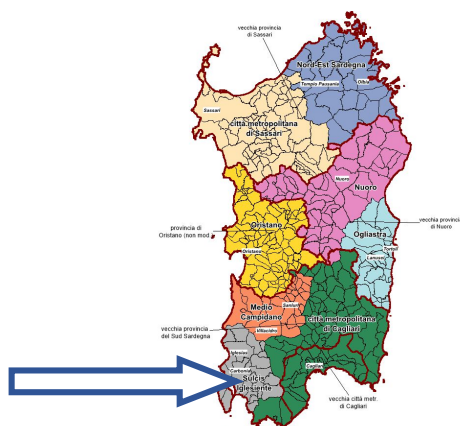 vecchia provincia
di Sassari
Nord-Est Sardegna
Tempio Pausania
Olbia
Sassari
città metropolitana
di Sassari
Nuoro
Nuoro
vecchia provincia
di Nuoro
Oristano
provincia di
Oristano (non mod.)
Oristano
Ogliastra
Tortolì
Lanusei
Medio
Campidano
Sanluri
Villacidro
città metropolitana
di Cagliari
vecchia provincia
del Sud Sardegna
Iglesias
Carbonia
Sulcis
Iglesiente
Cagliari
vecchia città metr.
di Cagliari